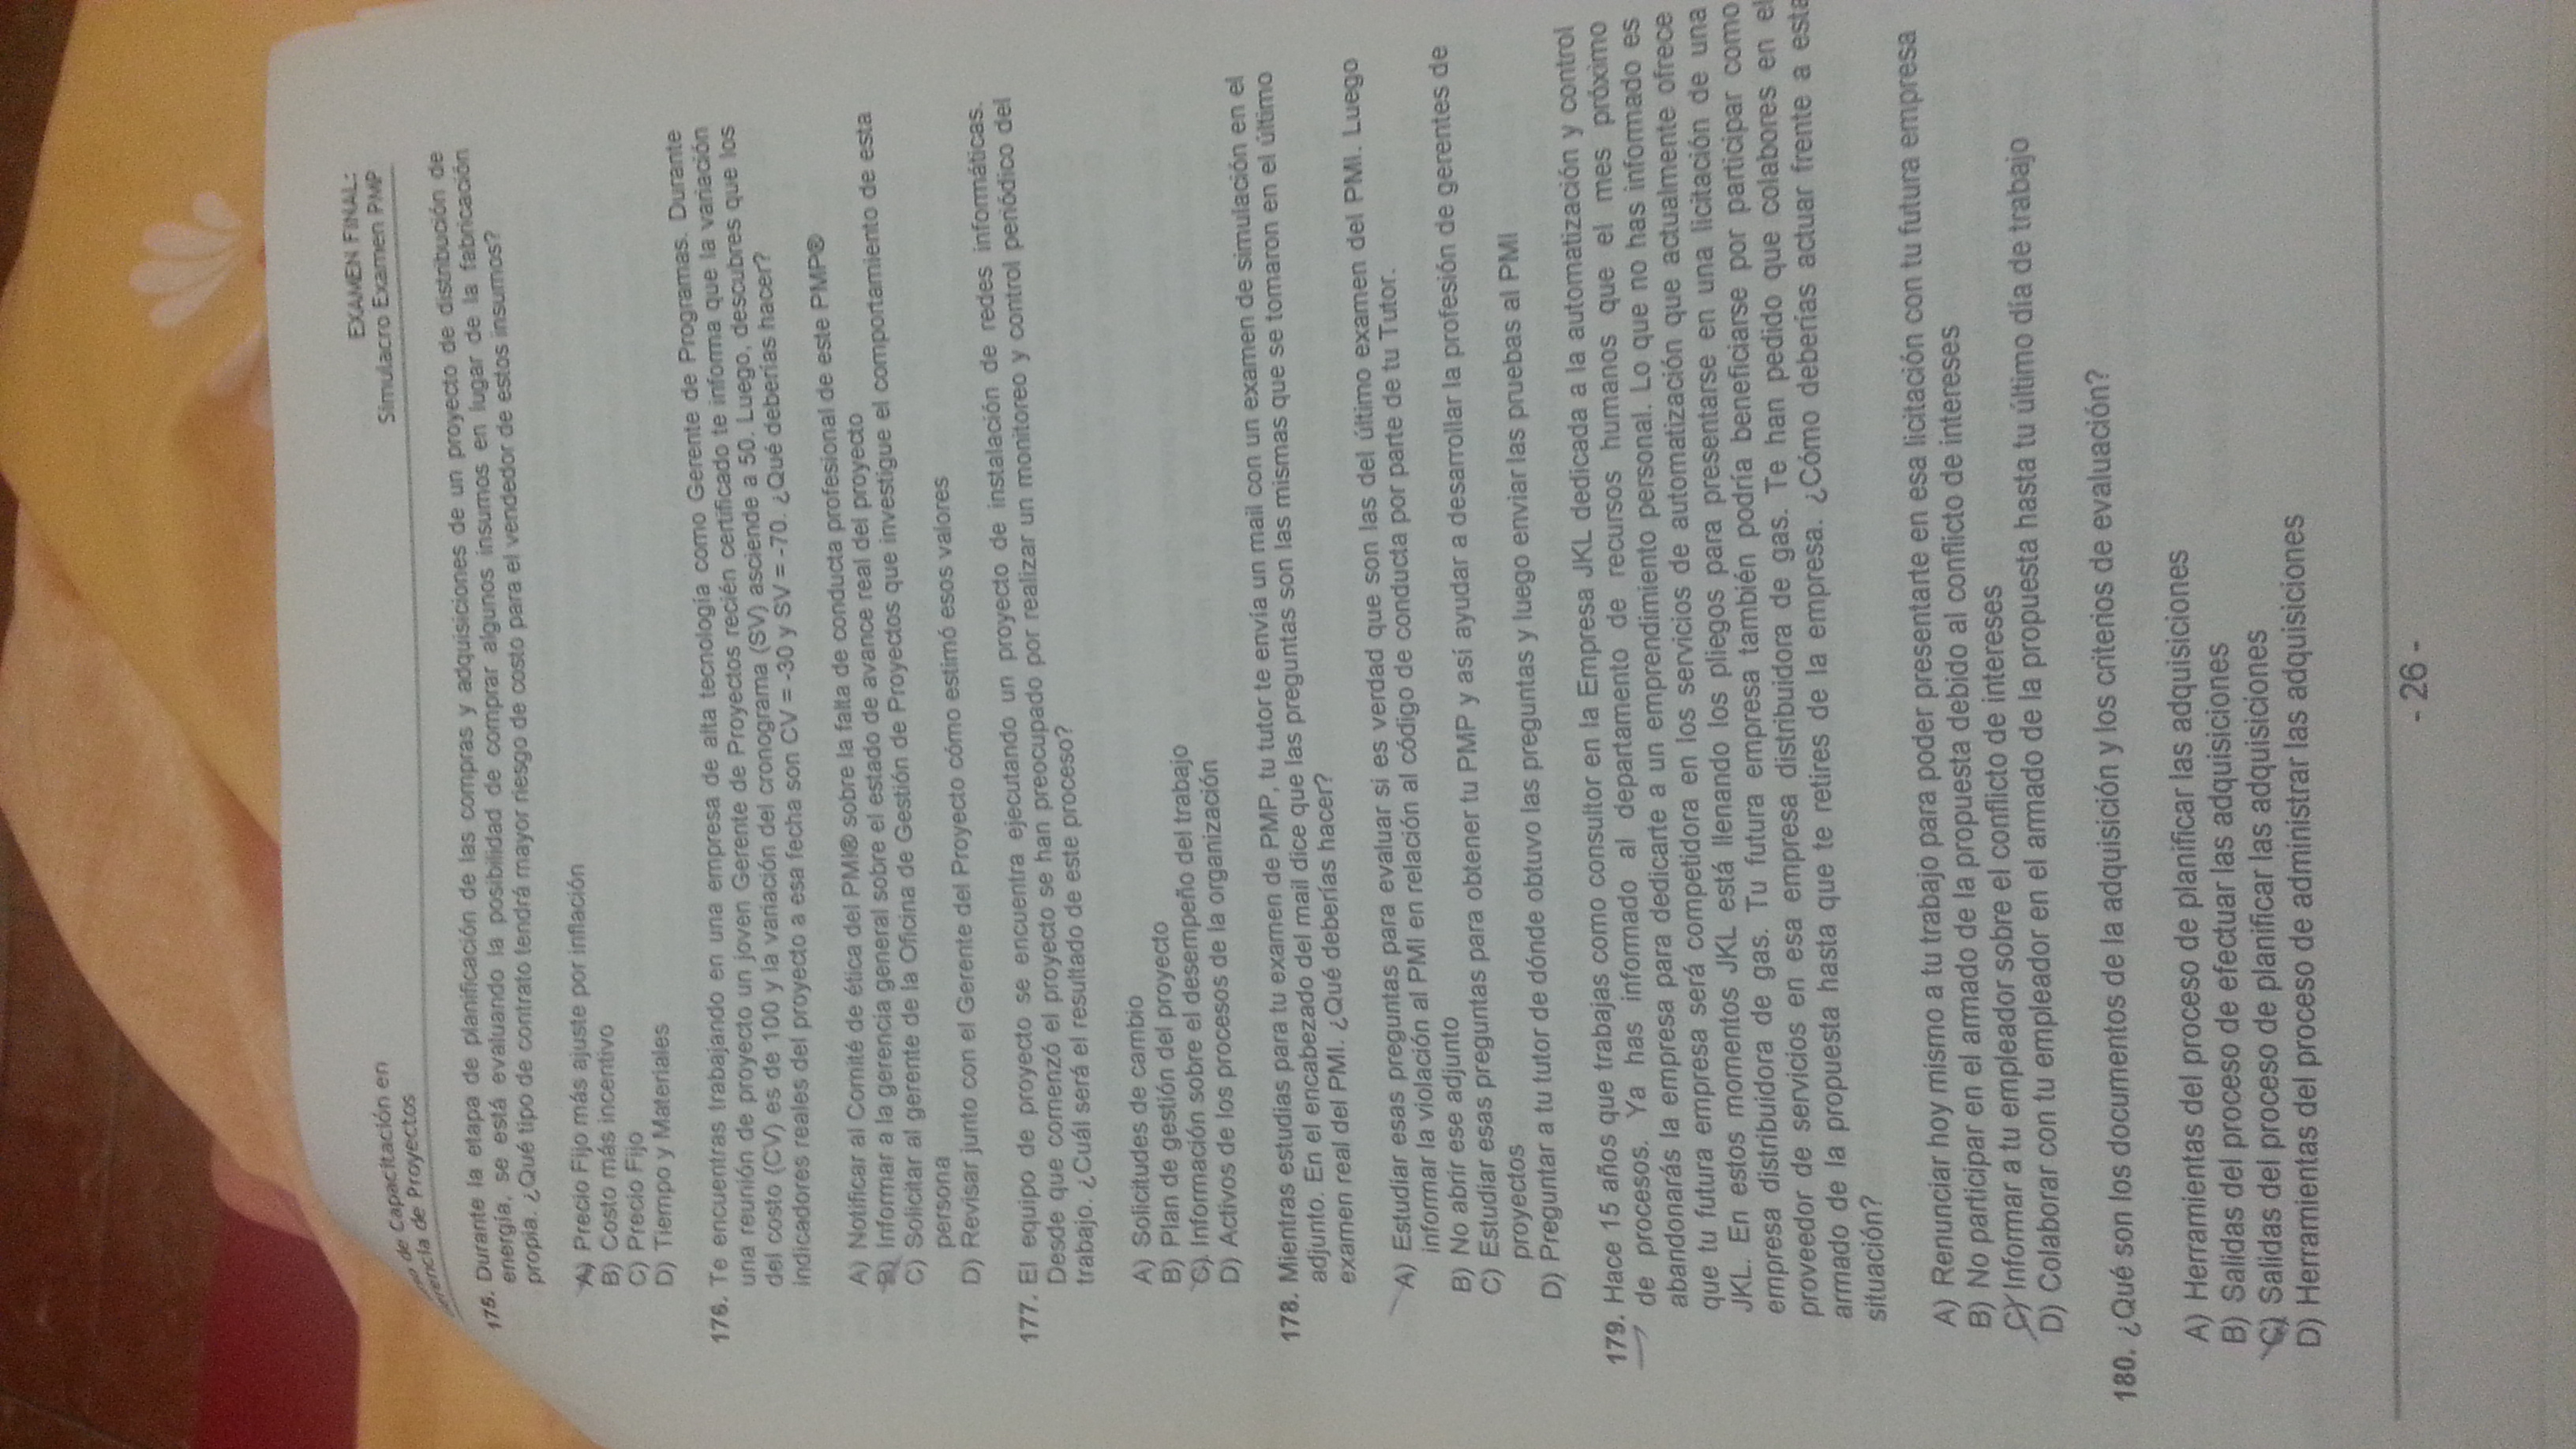 de Capacitación en
de Proyectos
EXAMEN FINAL:
Simulacro Examen PMP
175. Durante la etapa de planificación de las compras y adquisiciones de un proyecto de distribución de
energía, se está evaluando la posibilidad de comprar algunos insumos en lugar de la fabricación
propia. ¿Qué tipo de contrato tendrá mayor riesgo de costo para el vendedor de estos insumos?
A) Precio Fijo más ajuste por inflación
B) Costo más incentivo
C) Precio Fijo
D) Tiempo y Materiales
176. Te encuentras trabajando en una empresa de alta tecnología como Gerente de Programas. Durante
una reunión de proyecto un joven Gerente de Proyectos recién certificado te informa que la variación
del costo (CV) es de 100 y la variación del cronograma (SV) asciende a 50. Luego, descubres que los
indicadores reales del proyecto a esa fecha son CV = -30 y SV = -70. ¿Qué deberías hacer?
A) Notificar al Comité de ética del PMI® sobre la falta de conducta profesional de este PMP®
B) Informar a la gerencia general sobre el estado de avance real del proyecto
C) Solicitar al gerente de la Oficina de Gestión de Proyectos que investigue el comportamiento de esta
persona
D) Revisar junto con el Gerente del Proyecto cómo estimó esos valores
177. El equipo de proyecto se encuentra ejecutando un proyecto de instalación de redes informáticas.
Desde que comenzó el proyecto se han preocupado por realizar un monitoreo y control periódico del
trabajo. ¿Cuál será el resultado de este proceso?
A) Solicitudes de cambio
B) Plan de gestión del proyecto
C) Información sobre el desempeño del trabajo
D) Activos de los procesos de la organización
178. Mientras estudias para tu examen de PMP, tu tutor te envía un mail con un examen de simulación en el
adjunto. En el encabezado del mail dice que las preguntas son las mismas que se tomaron en el último
examen real del PMI. ¿Qué deberías hacer?
A) Estudiar esas preguntas para evaluar si es verdad que son las del último examen del PMI. Luego
informar la violación al PMI en relación al código de conducta por parte de tu Tutor.
B) No abrir ese adjunto
C) Estudiar esas preguntas para obtener tu PMP y así ayudar a desarrollar la profesión de gerentes de
proyectos
D) Preguntar a tu tutor de dónde obtuvo las preguntas y luego enviar las pruebas al PMI
179. Hace 15 años que trabajas como consultor en la Empresa JKL dedicada a la automatización y control
de procesos. Ya has informado al departamento de recursos humanos que el mes próximo
abandonarás la empresa para dedicarte a un emprendimiento personal. Lo que no has informado es
que tu futura empresa será competidora en los servicios de automatización que actualmente ofrece
JKL. En estos momentos JKL está llenando los pliegos para presentarse en una licitación de una
empresa distribuidora de gas. Tu futura empresa también podría beneficiarse por participar como
proveedor de servicios en esa empresa distribuidora de gas. Te han pedido que colabores en el
armado de la propuesta hasta que te retires de la empresa. ¿Cómo deberías actuar frente a esta
situación?
A) Renunciar hoy mismo a tu trabajo para poder presentarte en esa licitación con tu futura empresa
B) No participar en el armado de la propuesta debido al conflicto de intereses
C) Informar a tu empleador sobre el conflicto de intereses
D) Colaborar con tu empleador en el armado de la propuesta hasta tu último día de trabajo
180. ¿Qué son los documentos de la adquisición y los criterios de evaluación?
A) Herramientas del proceso de planificar las adquisiciones
B) Salidas del proceso de efectuar las adquisiciones
C) Salidas del proceso de planificar las adquisiciones
D) Herramientas del proceso de administrar las adquisiciones
- 26 -